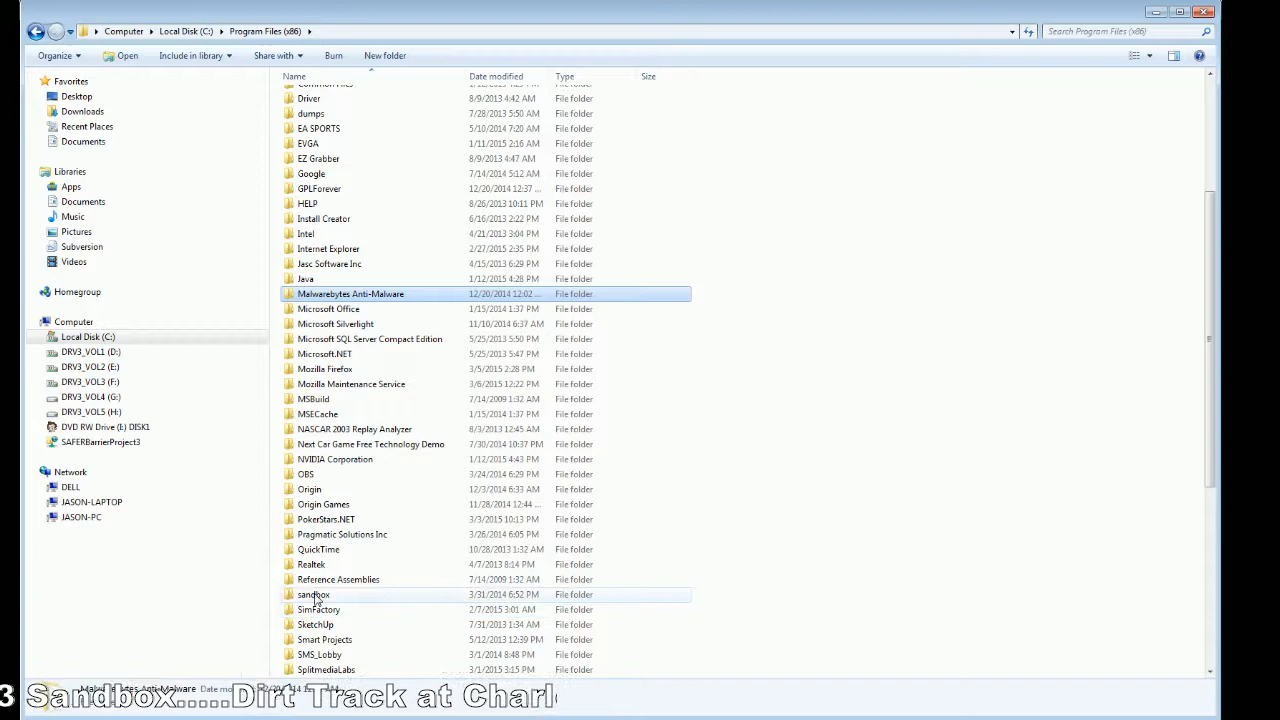 Computer Local Disk (C:) Program Files (x86) Search Program Files (x86)
Organize Open Include in library Share with Burn New folder
Name Date modified Type Size
Favorites
Desktop
Downloads
Recent Places
Documents
Libraries
Apps
Documents
Music
Pictures
Subversion
Videos
Homegroup
Computer
Local Disk (C:)
DRV3_VOL1 (D:)
DRV3_VOL2 (E:)
DRV3_VOL3 (F:)
DRV3_VOL4 (G:)
DRV3_VOL5 (H:)
DVD RW Drive (I:) DISK1
SAFERBarrierProject3
Network
DELL
JASON-LAPTOP
JASON-PC
Driver 8/9/2013 4:42 AM File folder
dumps 7/28/2013 5:50 AM File folder
EA SPORTS 5/10/2014 7:20 AM File folder
EVGA 1/11/2015 2:16 AM File folder
EZ Grabber 8/9/2013 4:47 AM File folder
Google 7/14/2014 5:12 AM File folder
GPLForever 12/20/2014 12:37 ... File folder
HELP 8/26/2013 10:11 PM File folder
Install Creator 6/16/2013 2:22 PM File folder
Intel 4/21/2013 3:04 PM File folder
Internet Explorer 2/27/2015 2:35 PM File folder
Jasc Software Inc 4/15/2013 6:29 PM File folder
Java 1/12/2015 4:28 PM File folder
Malwarebytes Anti-Malware 12/20/2014 12:02 ... File folder
Microsoft Office 1/15/2014 1:37 PM File folder
Microsoft Silverlight 11/10/2014 6:37 AM File folder
Microsoft SQL Server Compact Edition 5/25/2013 5:50 PM File folder
Microsoft.NET 5/25/2013 5:47 PM File folder
Mozilla Firefox 3/5/2015 2:28 PM File folder
Mozilla Maintenance Service 3/6/2015 12:22 PM File folder
MSBuild 7/14/2009 1:32 AM File folder
MSECache 1/15/2014 1:37 PM File folder
NASCAR 2003 Replay Analyzer 8/3/2013 12:45 AM File folder
Next Car Game Free Technology Demo 7/30/2014 10:37 PM File folder
NVIDIA Corporation 1/12/2015 4:43 PM File folder
OBS 3/24/2014 6:29 PM File folder
Origin 12/3/2014 6:33 AM File folder
Origin Games 11/28/2014 12:44 ... File folder
PokerStars.NET 3/3/2015 10:13 PM File folder
Pragmatic Solutions Inc 3/26/2014 6:05 PM File folder
QuickTime 10/28/2013 1:32 AM File folder
Realtek 4/7/2013 8:14 PM File folder
Reference Assemblies 7/14/2009 1:32 AM File folder
sandbox 3/31/2014 6:52 PM File folder
SimFactory 2/7/2015 3:01 AM File folder
SketchUp 7/31/2013 1:34 AM File folder
Smart Projects 5/12/2013 12:39 PM File folder
SMS_Lobby 3/1/2014 8:48 PM File folder
SplitmediaLabs 3/1/2015 3:15 PM File folder
3 Sandbox.....Dirt Track at Charl